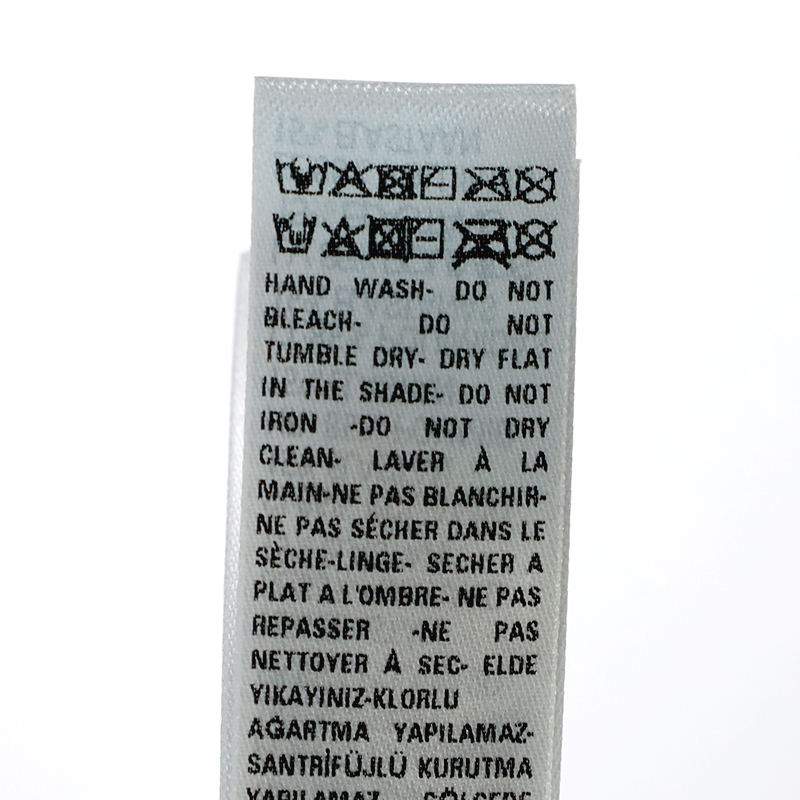 HAND WASH- DO NOT
BLEACH- DO NOT
TUMBLE DRY- DRY FLAT
IN THE SHADE- DO NOT
IRON -DO NOT DRY
CLEAN- LAVER À LA
MAIN-NE PAS BLANCHIR-
NE PAS SÉCHER DANS LE
SÈCHE-LINGE- SECHER A
PLAT A L'OMBRE- NE PAS
REPASSER -NE PAS
NETTOYER À SEC- ELDE
YIKAYINIZ-KLORLU
AĞARTMA YAPILAMAZ-
SANTRİFÜJLÜ KURUTMA
YAPILAMAZ GÖLGEDE